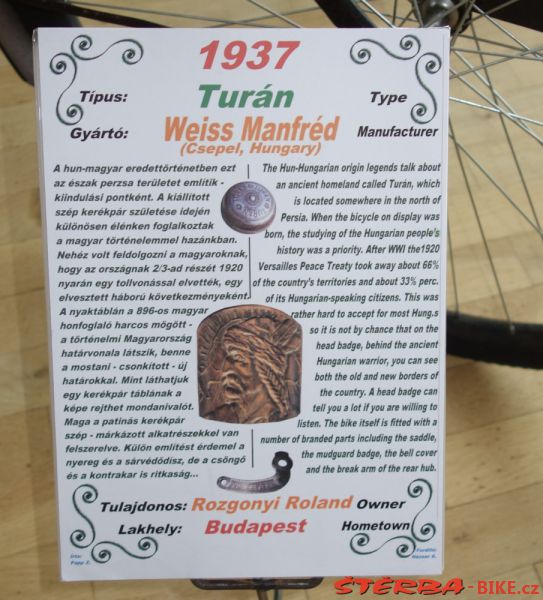 1937
Típus: Turán Type
Gyártó: Weiss Manfréd Manufacturer
(Csepel, Hungary)
A hun-magyar eredettörténetben ezt
az észak perzsa területet említik -
kiindulási pontként. A kiállított
szép kerékpár születése idején
különösen élénken foglalkoztak
a magyar történelemmel hazánkban.
Nehéz volt feldolgozni a magyaroknak,
hogy az országnak 2/3-ad részét 1920
nyarán egy tollvonással elvették, egy
elvesztett háború következményeként.
A nyaktáblán a 896-os magyar
honfoglaló harcos mögött -
a történelmi Magyarország
határvonala látszik, benne
a mostani - csonkított - új
határokkal. Mint láthatjuk
egy kerékpár táblának a
képe rejthet mondanivalót.
Maga a patinás kerékpár
szép - márkázott alkatrészekkel van
felszerelve. Külön említést érdemel a
nyereg és a sárvédődísz, de a csöngő
és a kontrakar is ritkaság...
The Hun-Hungarian origin legends talk about
an ancient homeland called Turán, which
is located somewhere in the north of
Persia. When the bicycle on display was
born, the studying of the Hungarian people's
history was a priority. After WWI the1920
Versailles Peace Treaty took away about 66%
of the country's territories and about 33% perc.
of its Hungarian-speaking citizens. This was
rather hard to accept for most Hung.s
so it is not by chance that on the
head badge, behind the ancient
Hungarian warrior, you can see
both the old and new borders of
the country. A head badge can
tell you a lot if you are willing to
listen. The bike itself is fitted with a
number of branded parts including the saddle,
the mudguard badge, the bell cover
and the break arm of the rear hub.
Tulajdonos: Rozgonyi Roland Owner
Lakhely: Budapest Hometown
Írta:
Papp Z.
Fordító:
STERBA-BIKE.cz